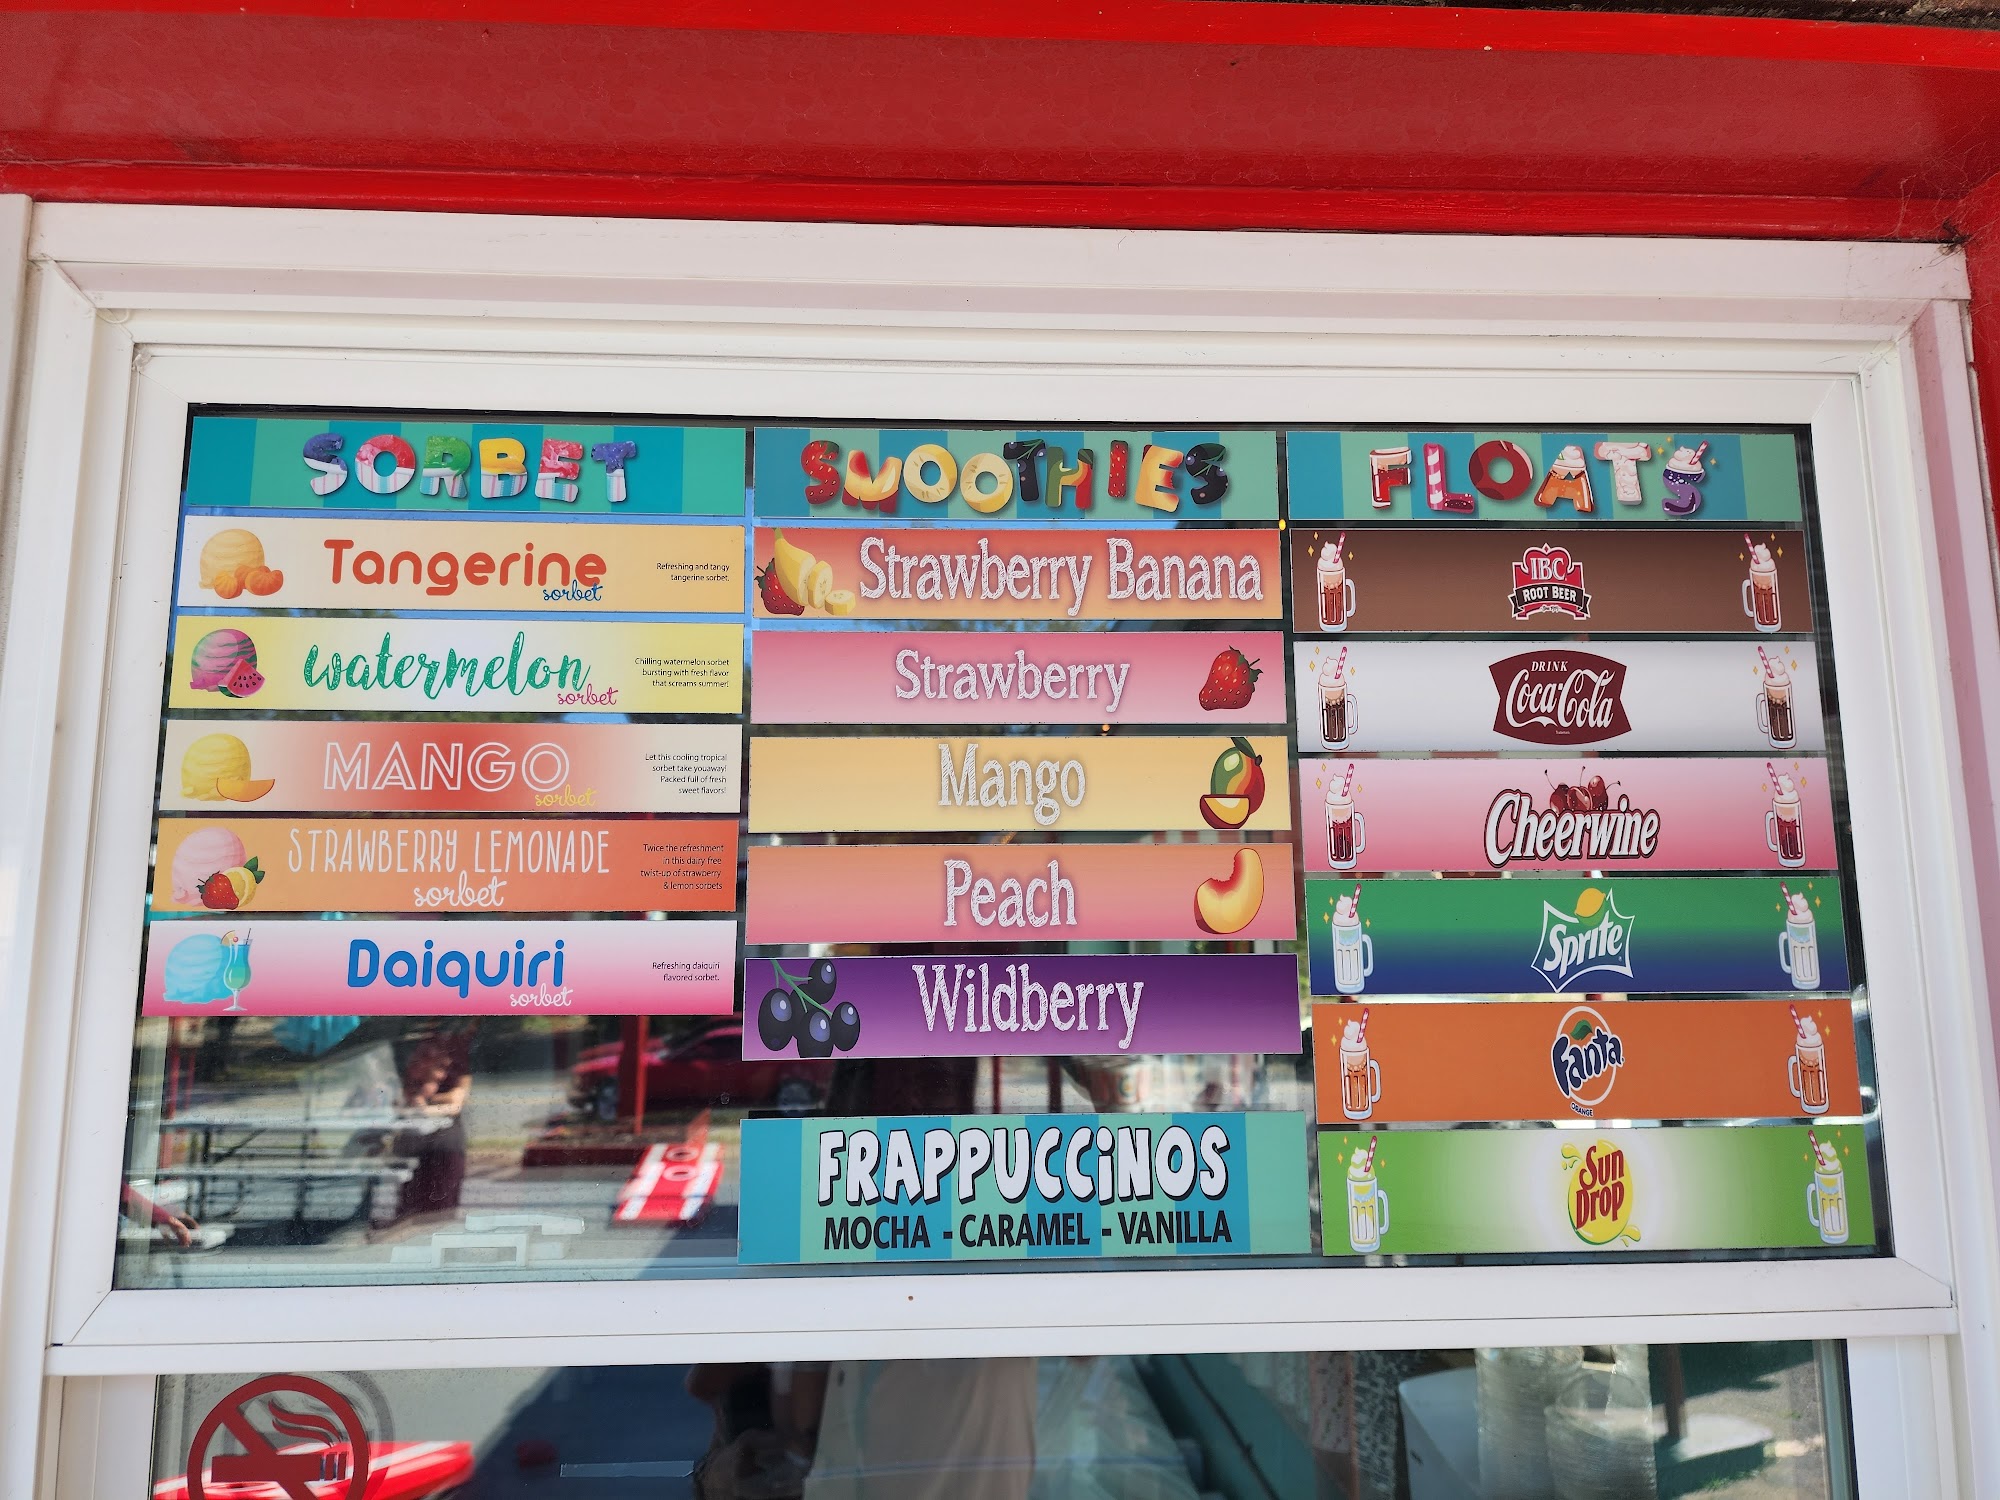 SORBET
Tangerine
sorbet
Refreshing and tangy
tangerine sorbet.
watermelon
sorbet
Chilling watermelon sorbet
bursting with fresh flavor
that screams summer!
MANGO
sorbet
Let this cooling tropical
sorbet take youaway!
Packed full of fresh
sweet flavors!
STRAWBERRY LEMONADE
sorbet
Twice the refreshment
in this dairy free
twist-up of strawberry
& lemon sorbets
Daiquiri
sorbet
Refreshing daiquiri
flavored sorbet.
SMOOTHIES
Strawberry Banana
Strawberry
Mango
Peach
Wildberry
FRAPPUCCiNOS
MOCHA - CARAMEL - VANILLA
FLOATS
IBC
ROOT BEER
DRINK
Coca-Cola
Cheerwine
Sprite
Fanta
ORANGE
Sun
Drop